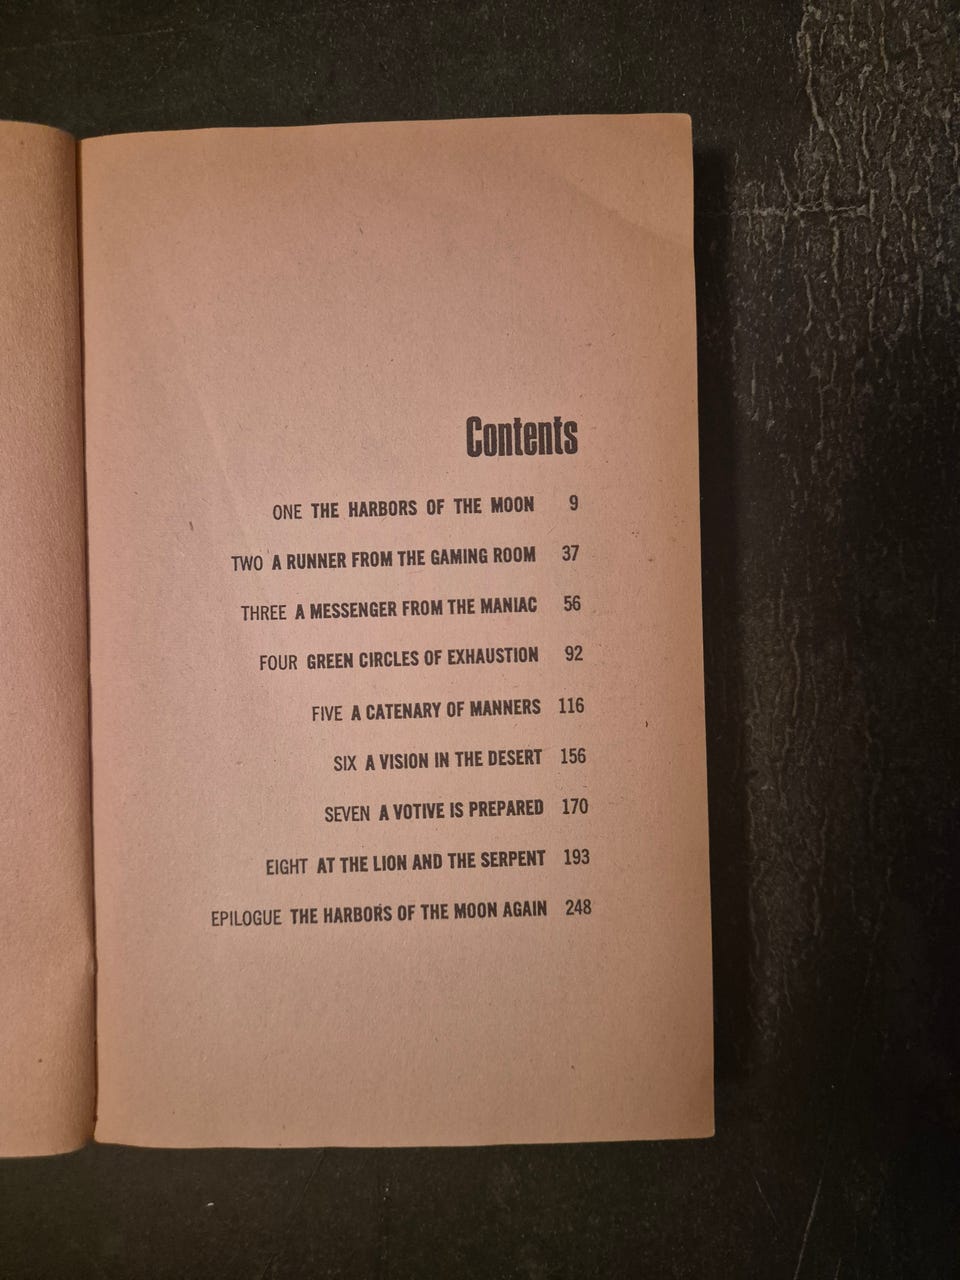 Contents
ONE THE HARBORS OF THE MOON 9
TWO A RUNNER FROM THE GAMING ROOM 37
THREE A MESSENGER FROM THE MANIAC 56
FOUR GREEN CIRCLES OF EXHAUSTION 92
FIVE A CATENARY OF MANNERS 116
SIX A VISION IN THE DESERT 156
SEVEN A VOTIVE IS PREPARED 170
EIGHT AT THE LION AND THE SERPENT 193
EPILOGUE THE HARBORS OF THE MOON AGAIN 248